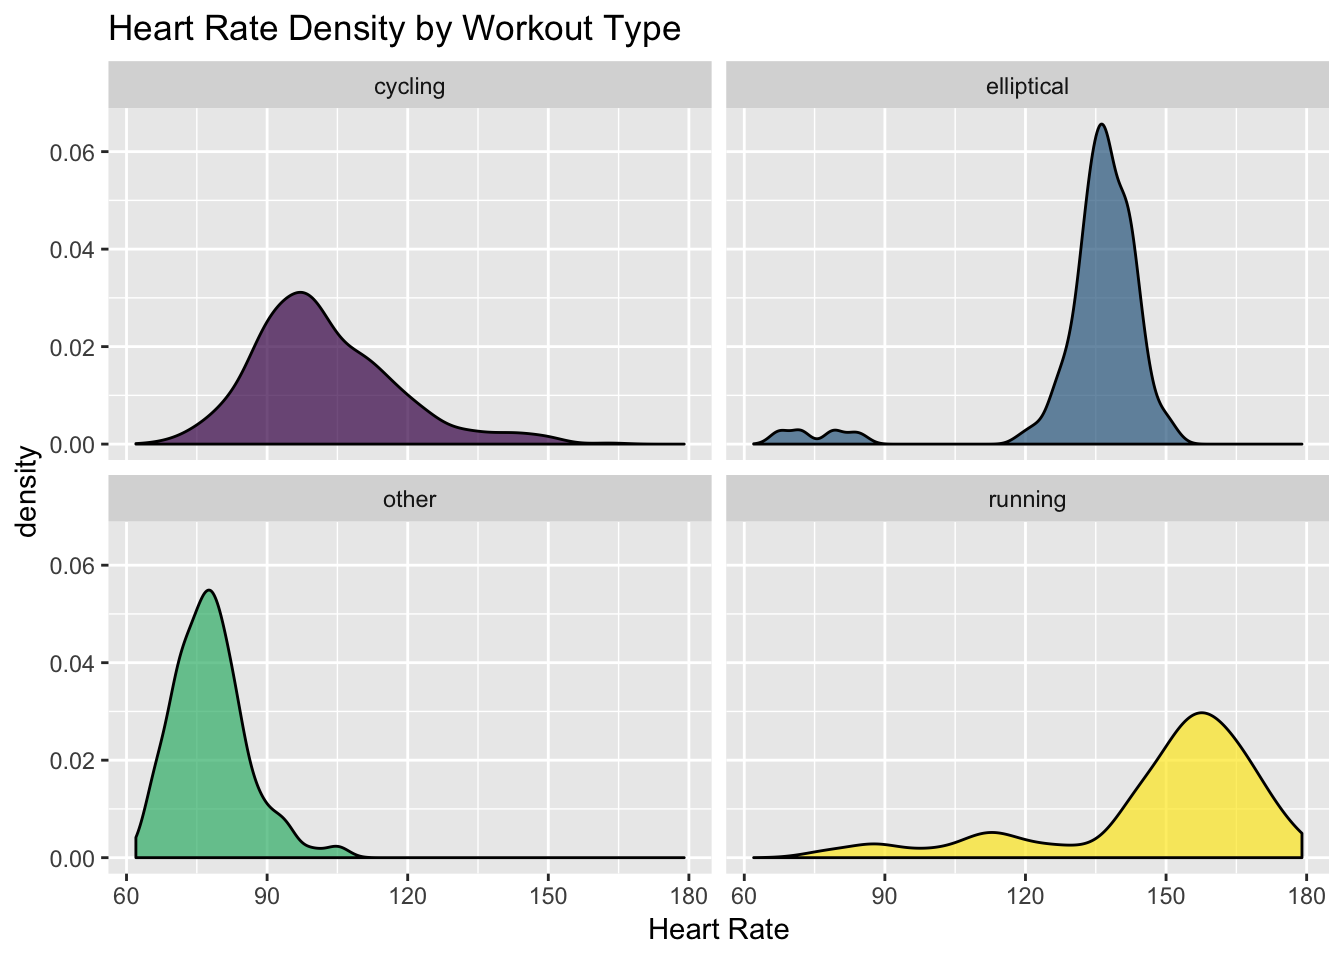 Heart Rate Density by Workout Type
cycling
elliptical
0.06
0.04
0.02
0.00
density
other
running
0.06
0.04
0.02
0.00
60 90 120 150 180 60 90 120 150 180
Heart Rate